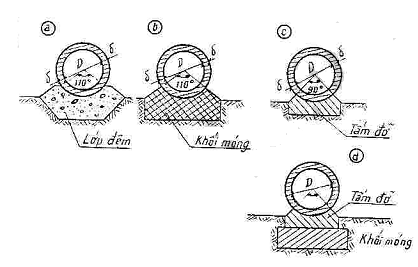 a
b
c
δ
D
δ
110°
δ
D
δ
110°
δ
D
δ
90°
Lớp đệm
Khối móng
Tấm đỡ
d
D
Tấm đỡ
Khối móng